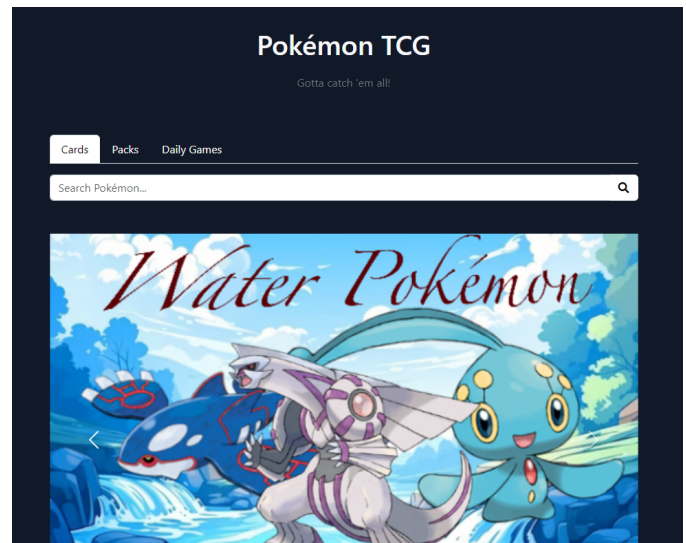 Pokémon TCG
Gotta catch 'em all!
Cards Packs Daily Games
Search Pokémon...
Water Pokémon